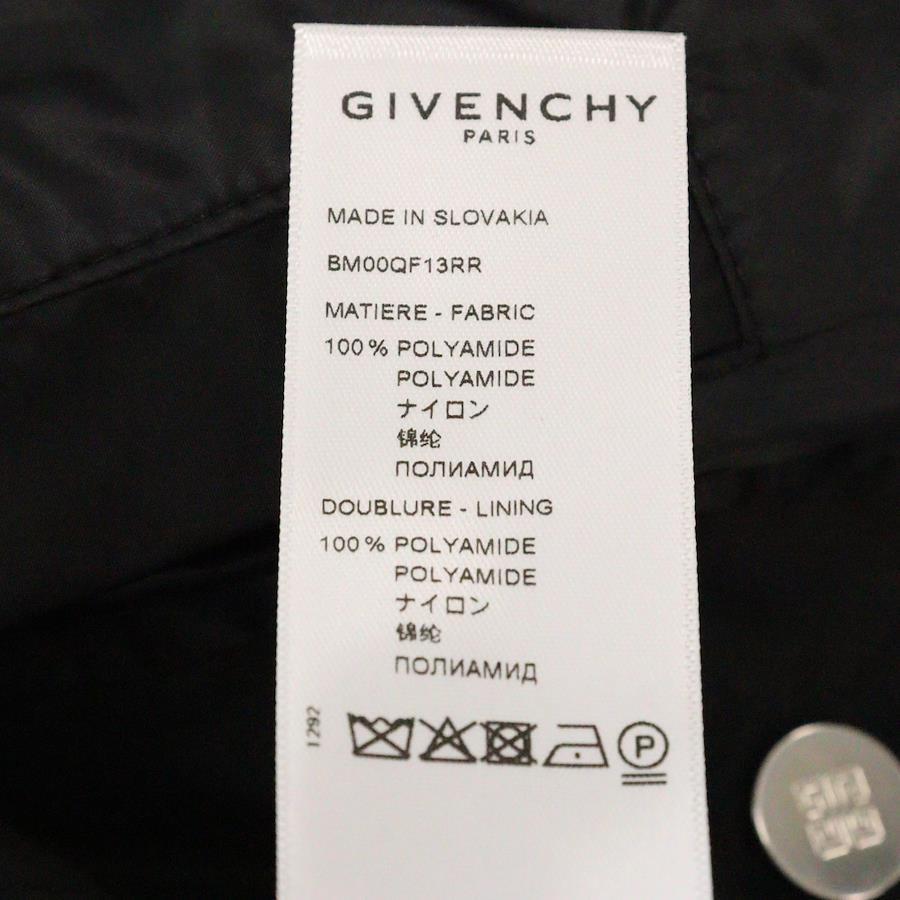 GIVENCHY
PARIS
MADE IN SLOVAKIA
BM00QF13RR
MATIERE - FABRIC
100% POLYAMIDE
POLYAMIDE
ナイロン
锦纶
ПОЛИАМИД
DOUBLURE - LINING
100% POLYAMIDE
POLYAMIDE
ナイロン
锦纶
ПОЛИАМИД
1292
P